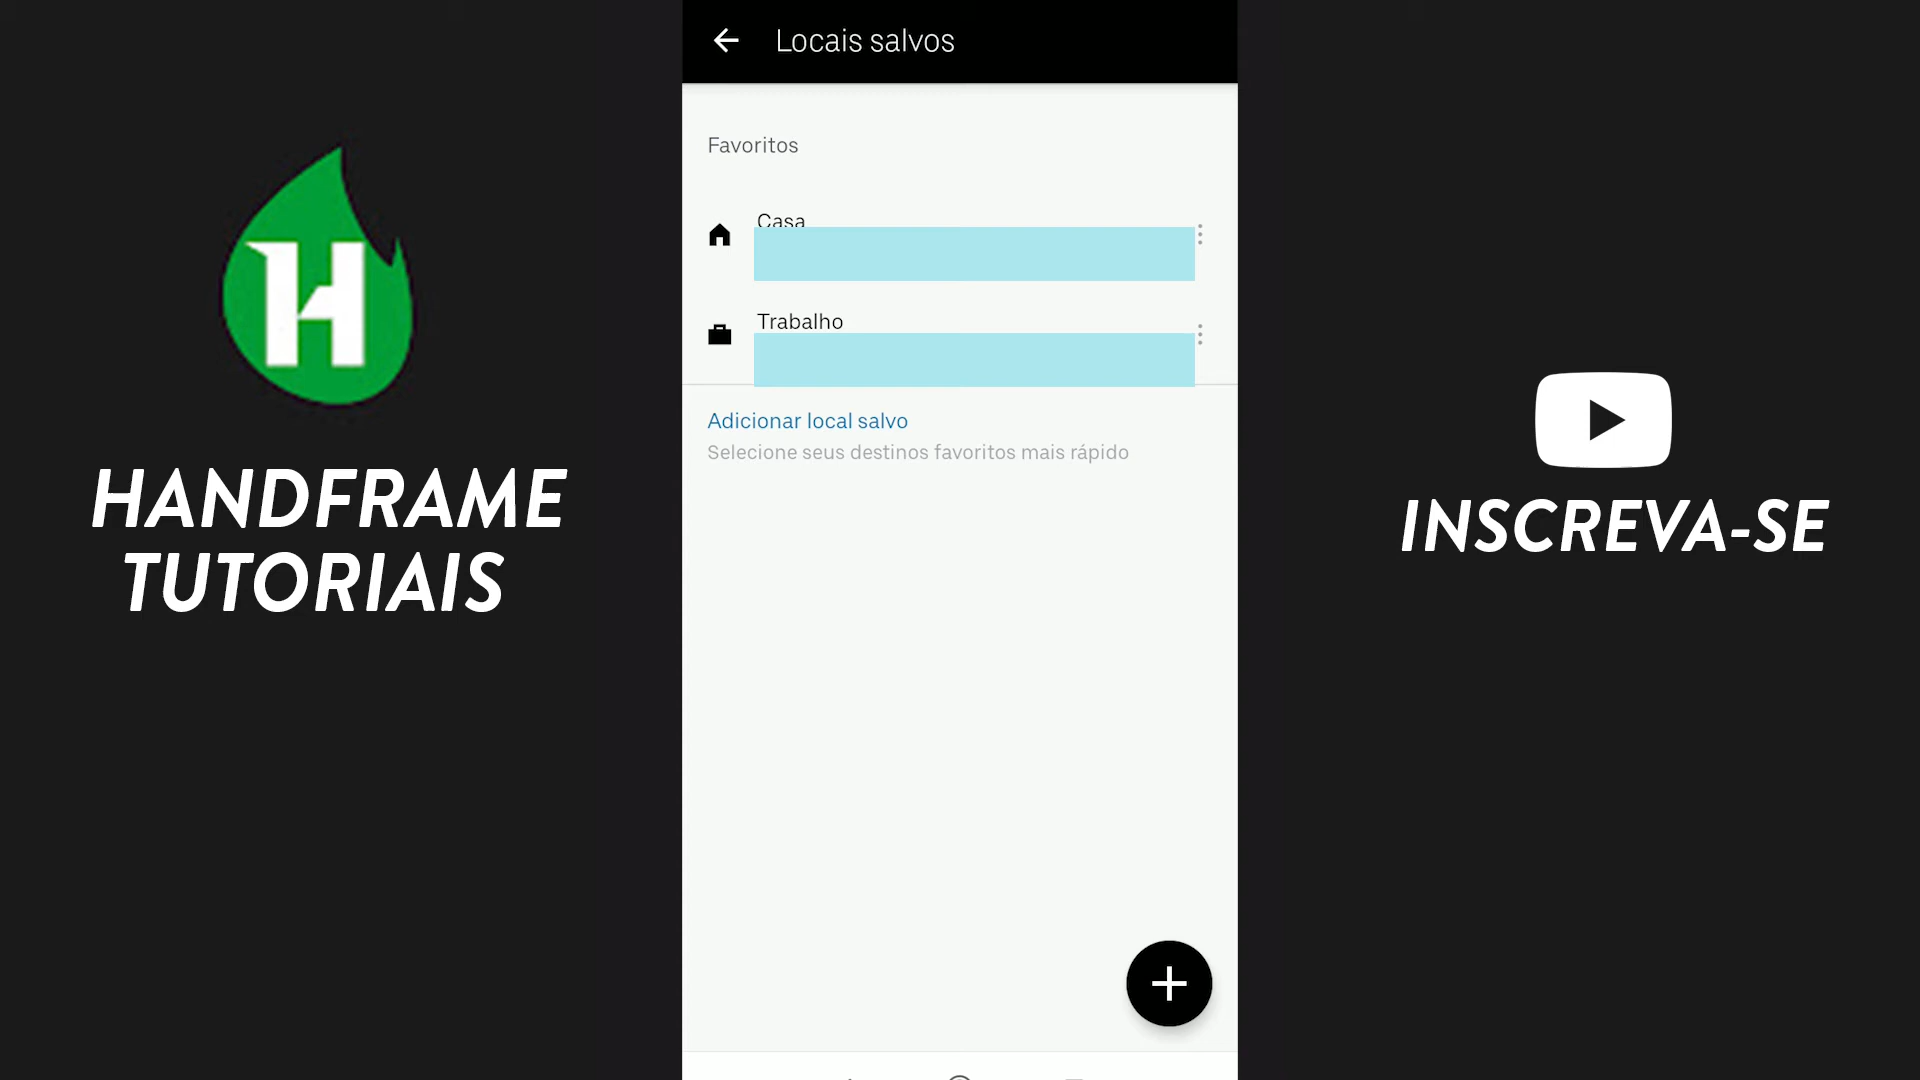 Locais salvos
Favoritos
Casa
Trabalho
Adicionar local salvo
Selecione seus destinos favoritos mais rápido
H
HANDFRAME
TUTORIAIS
INSCREVA-SE